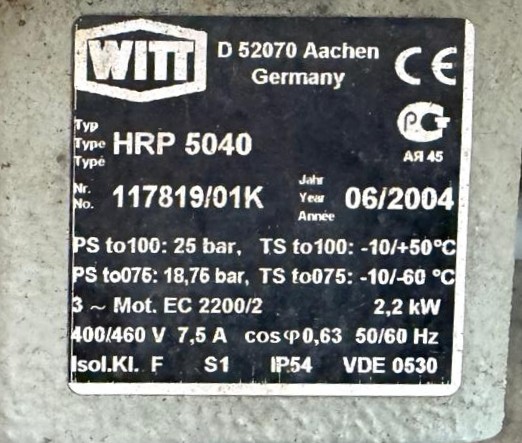 WITT
D 52070 Aachen
Germany
CE
PCT
АЯ 45
Typ
Type HRP 5040
Typé
Nr.
No. 117819/01K
Jahr
Year 06/2004
Année
PS to100: 25 bar, TS to100: -10/+50°C
PS to075: 18,75 bar, TS to075: -10/-60 °C
3 ~ Mot. EC 2200/2 2,2 kW
400/460 V 7,5 A cosφ0,63 50/60 Hz
Isol.Kl. F S1 IP54 VDE 0530